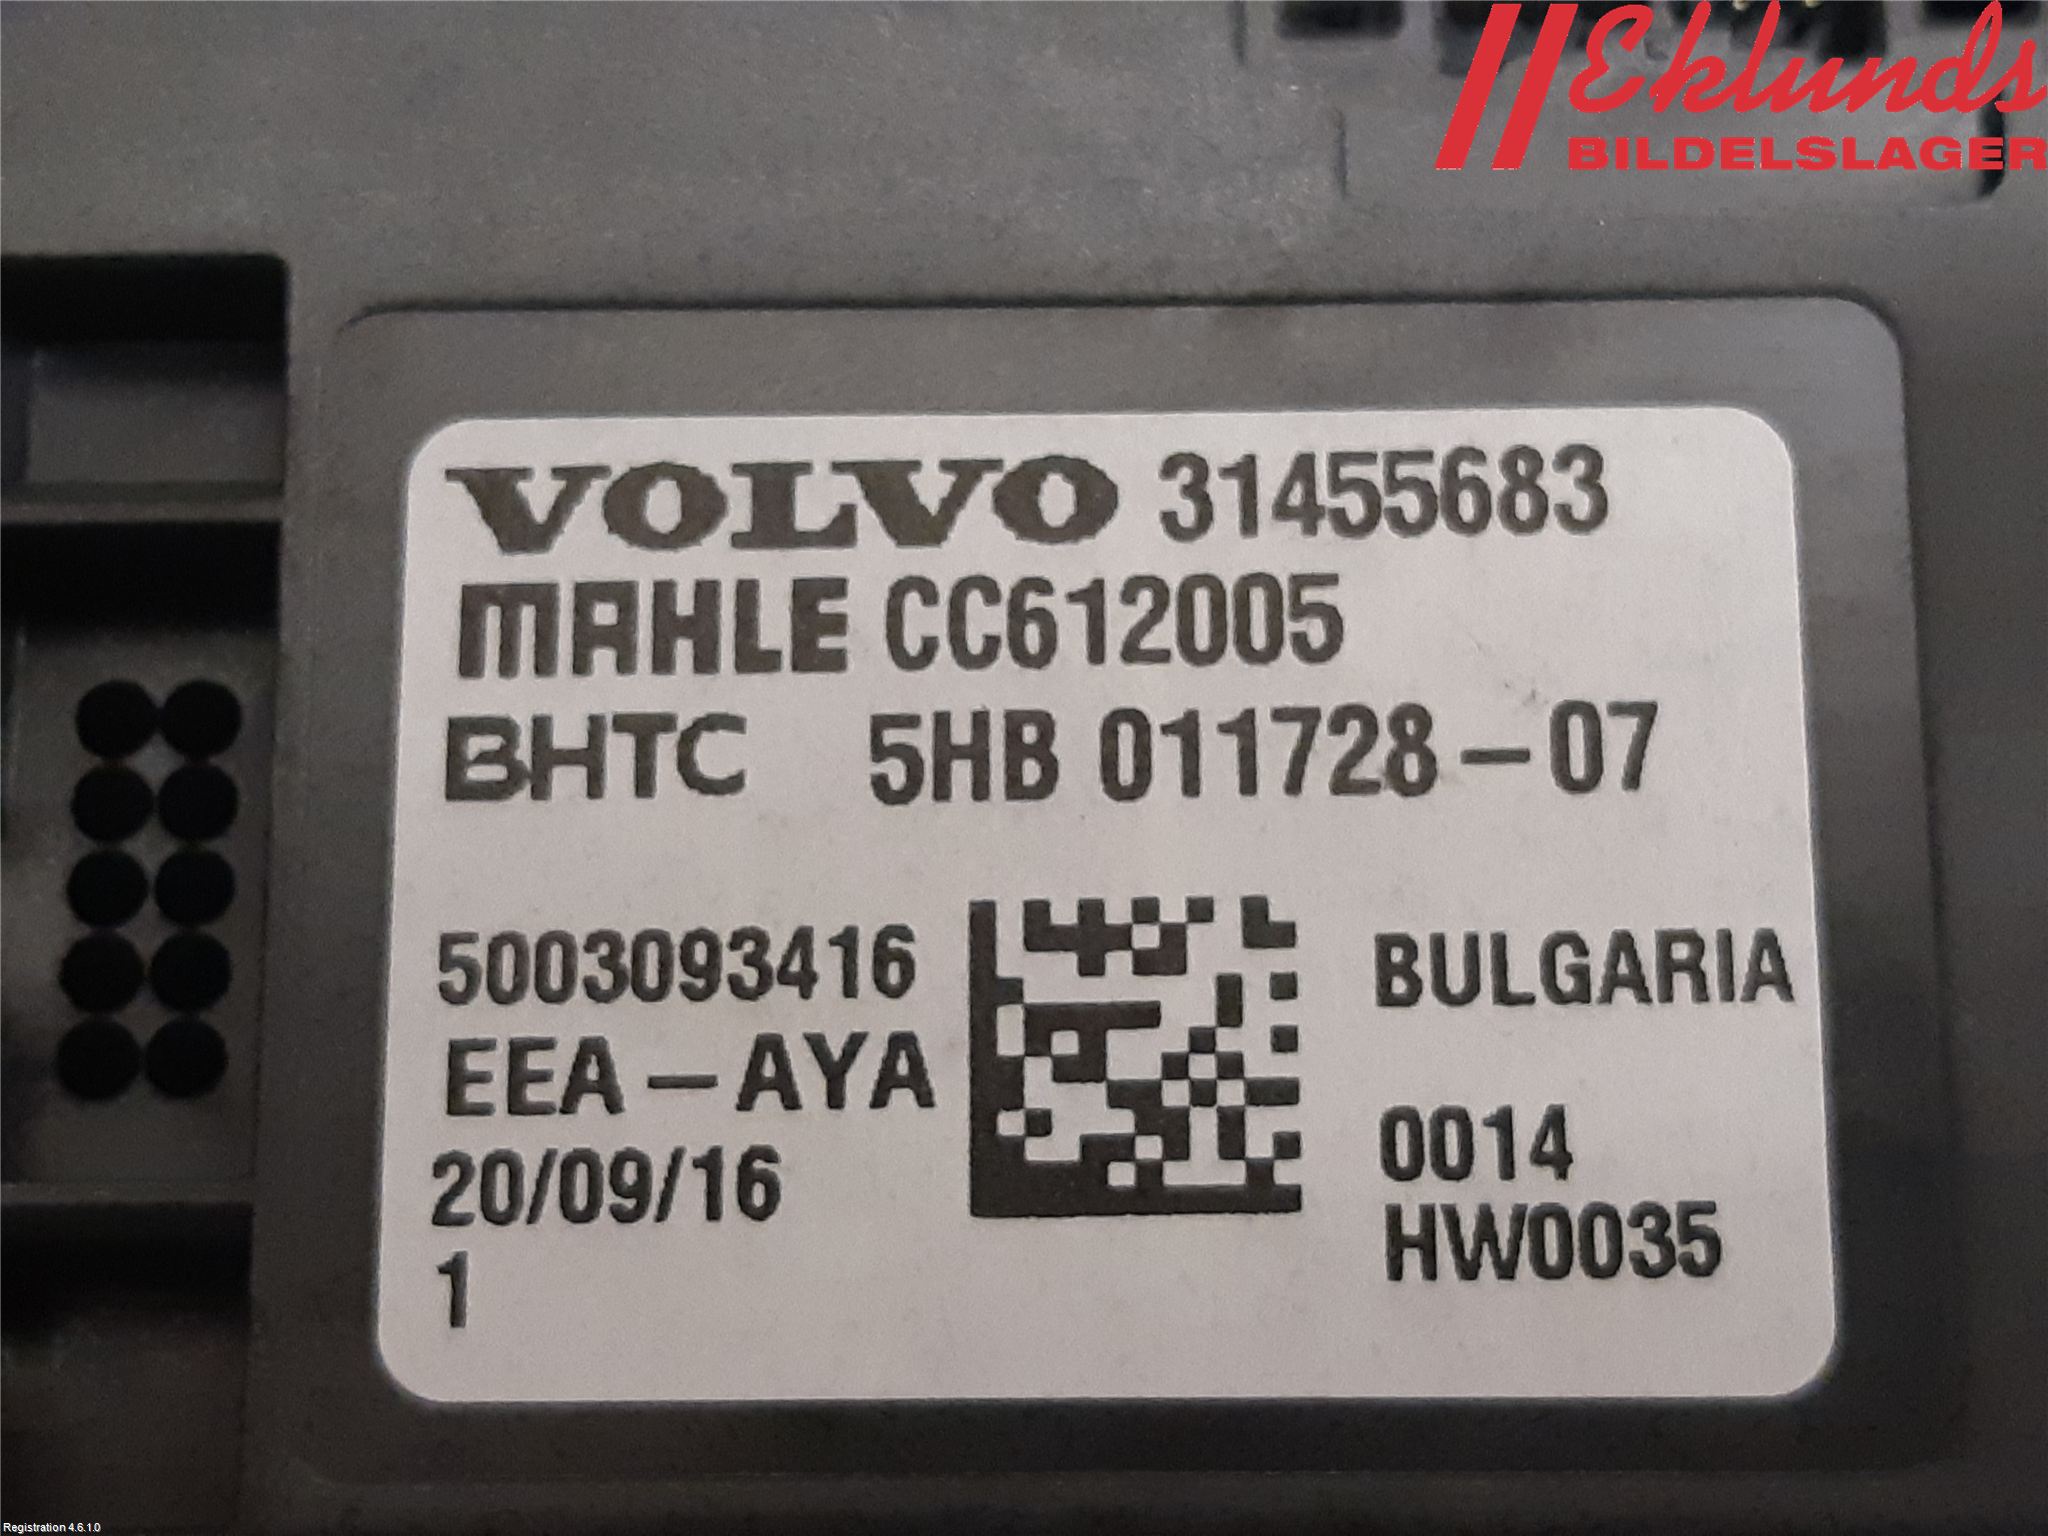 Eklunds
BILDELSLAGER
VOLVO 31455683
MAHLE CC612005
BHTC 5HB 011728-07
5003093416
BULGARIA
EEA-AYA
20/09/16
0014
1
HW0035
Registration 4.6.1.0